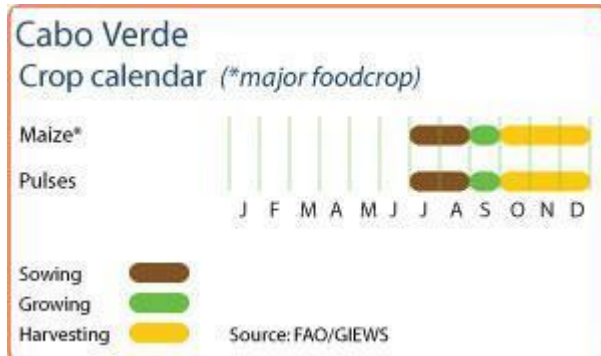 Cabo Verde
Crop calendar (*major foodcrop)
Maize*
Pulses
J F M A M J J A S O N D
Sowing
Growing
Harvesting Source: FAO/GIEWS